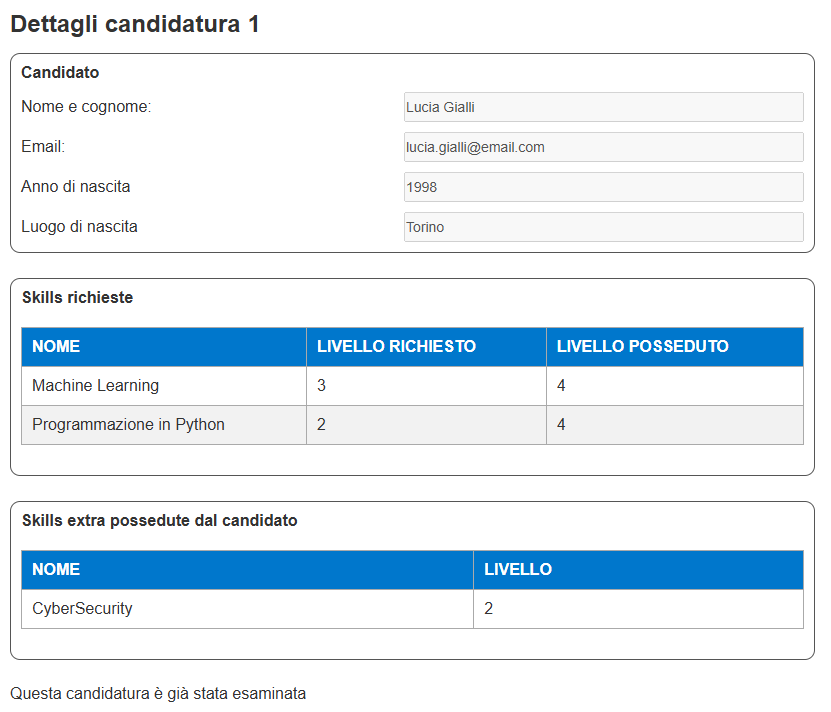 Dettagli candidatura 1
Candidato
Nome e cognome: Lucia Gialli
Email: lucia.gialli@email.com
Anno di nascita 1998
Luogo di nascita Torino
Skills richieste
NOME LIVELLO RICHIESTO LIVELLO POSSEDUTO
Machine Learning 3 4
Programmazione in Python 2 4
Skills extra possedute dal candidato
NOME LIVELLO
CyberSecurity 2
Questa candidatura è già stata esaminata